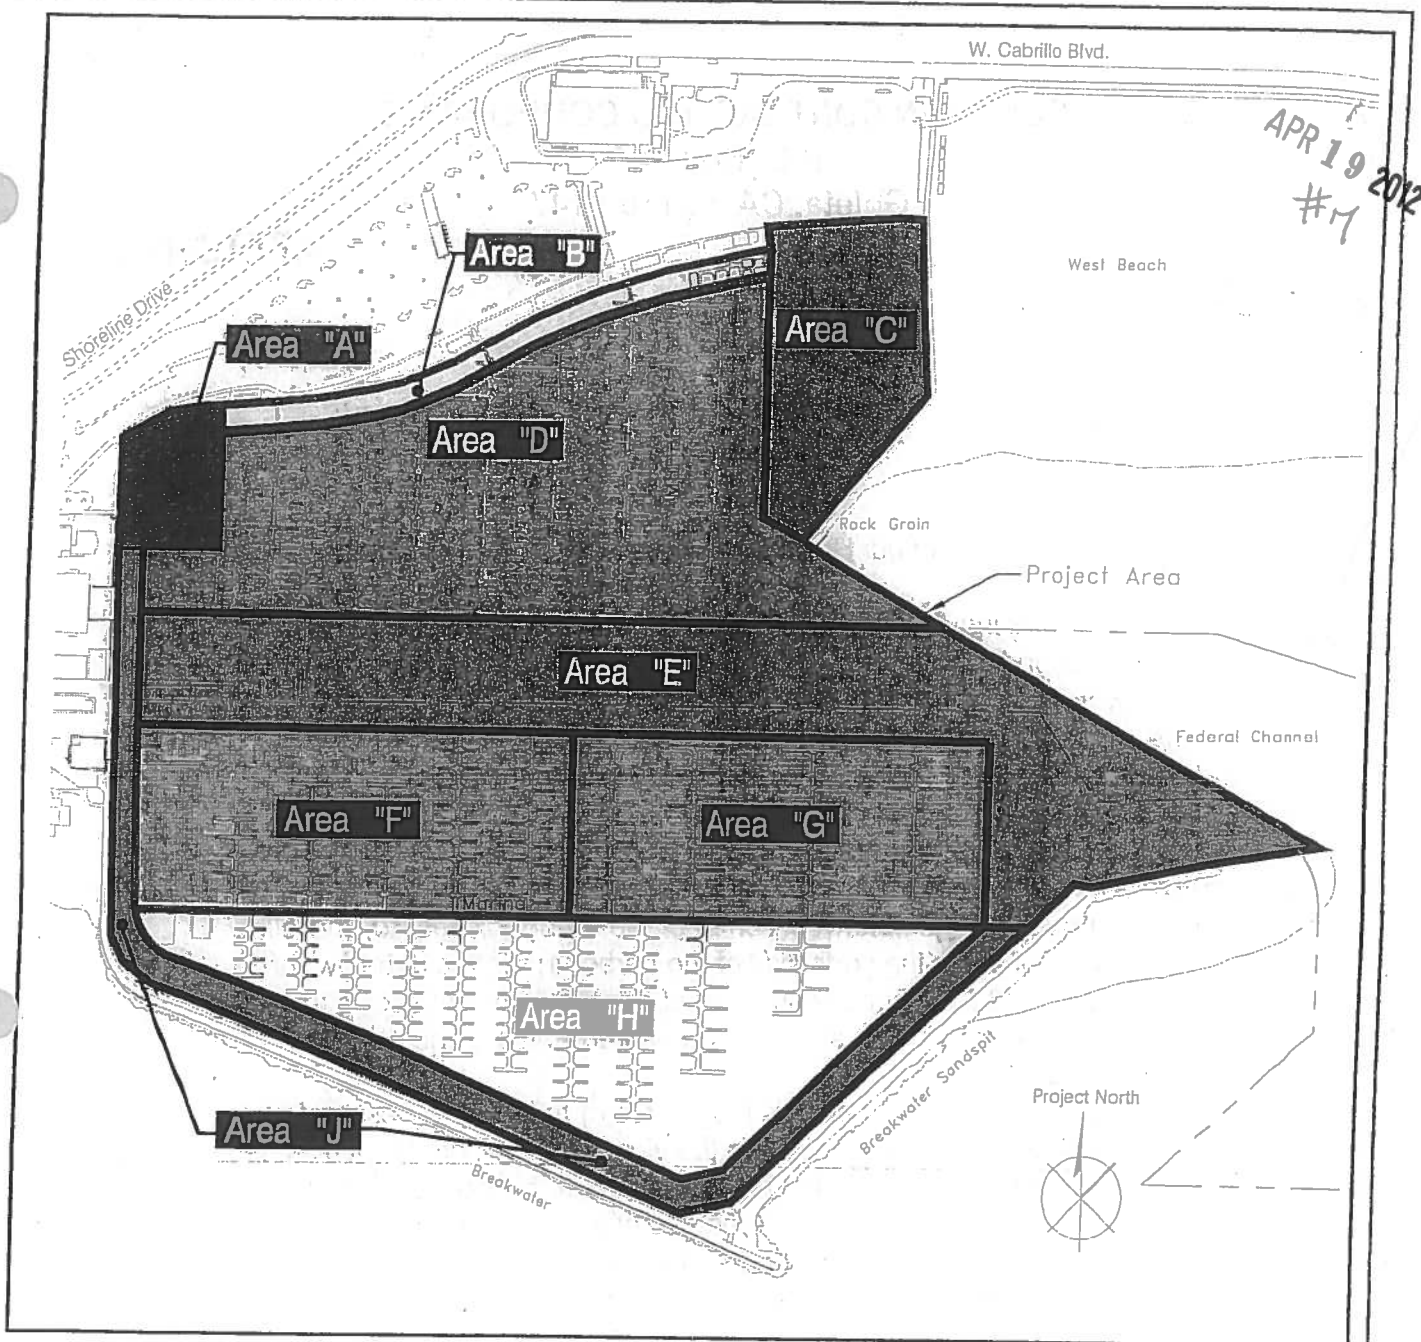 W. Cabrillo Blvd.
APR 19 2012
#7
West Beach
Area "B"
Shoreline Drive
Area "A"
Area "C"
Area "D"
Rock Groin
Project Area
Area "E"
Federal Channel
Area "F"
Area "G"
Marina
Area "H"
Breakwater Sandspit
Project North
Area "J"
Breakwater